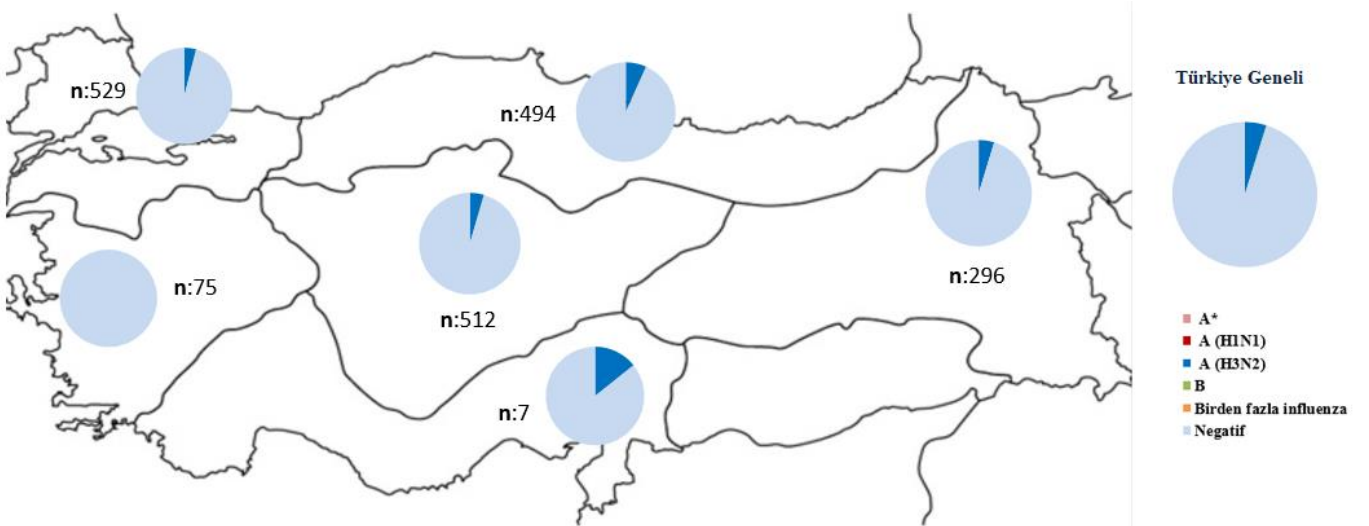 n:529
n:494
n:75
n:512
n:296
n:7
Türkiye Geneli
A*
A (H1N1)
A (H3N2)
B
Birden fazla influenza
Negatif